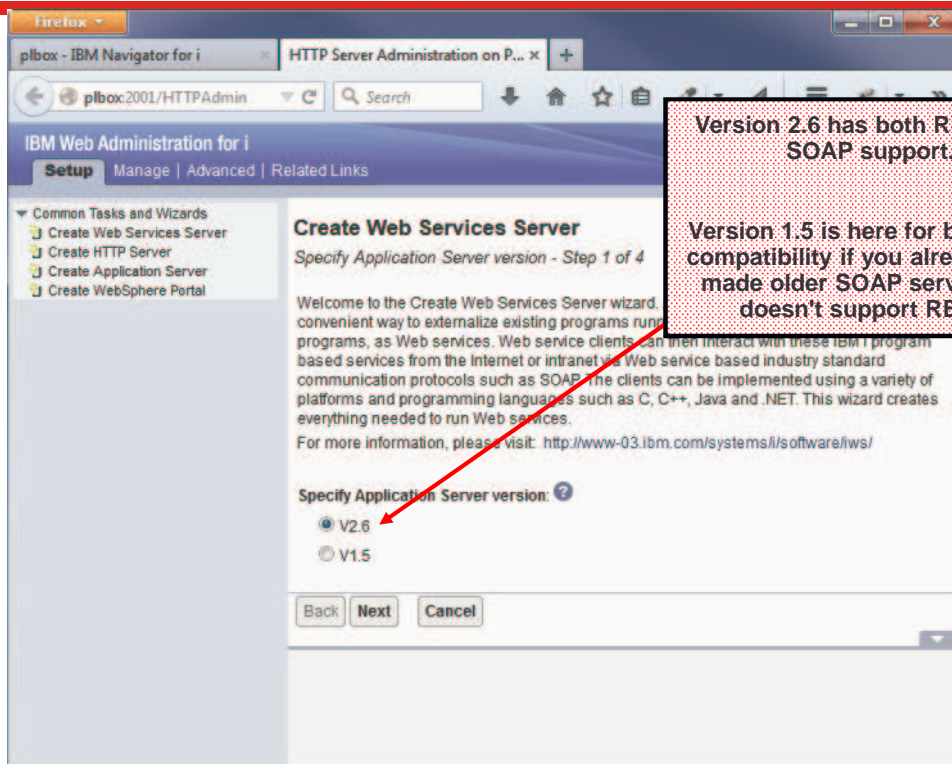 Firefox
plbox - IBM Navigator for i
HTTP Server Administration on P...
plbox:2001/HTTPAdmin
Search
IBM Web Administration for i
Setup Manage | Advanced | Related Links
Common Tasks and Wizards
Create Web Services Server
Create HTTP Server
Create Application Server
Create WebSphere Portal
Create Web Services Server
Specify Application Server version - Step 1 of 4
Welcome to the Create Web Services Server wizard.
convenient way to externalize existing programs
programs, as Web services. Web service clients can then interact with these IBM i program
based services from the Internet or intranet via Web service based industry standard
communication protocols such as SOAP. The clients can be implemented using a variety of
platforms and programming languages such as C, C++, Java and .NET. This wizard creates
everything needed to run Web services.
For more information, please visit: http://www-03.ibm.com/systems/i/software/iws/
Specify Application Server version:
V2.6
V1.5
Back Next Cancel
Version 2.6 has both R
SOAP support.
Version 1.5 is here for b
compatibility if you alre
made older SOAP serv
doesn't support RE